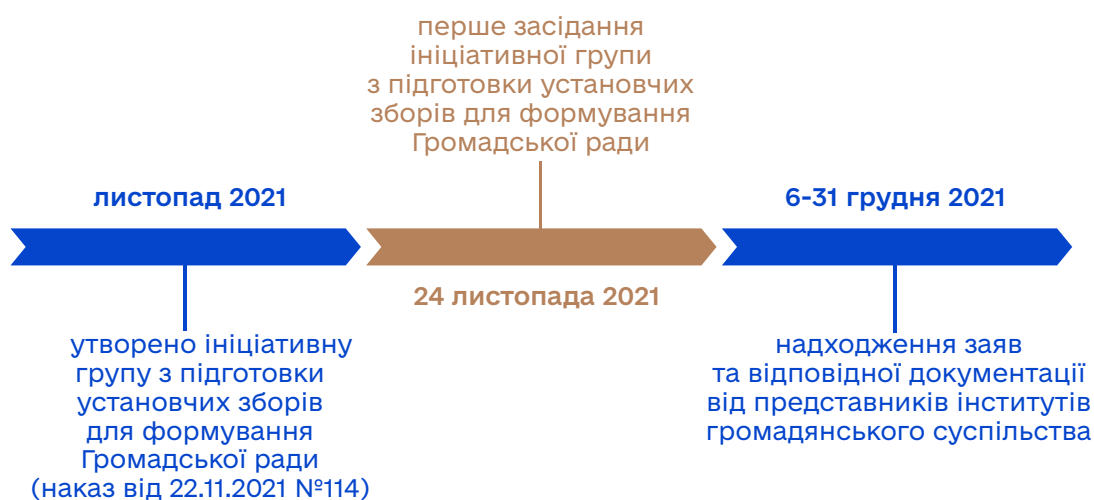 перше засідання
ініціативної групи
з підготовки установчих
зборів для формування
Громадської ради
листопад 2021
6-31 грудня 2021
24 листопада 2021
утворено ініціативну
групу з підготовки
установчих зборів
для формування
Громадської ради
(наказ від 22.11.2021 №114)
надходження заяв
та відповідної документації
від представників інститутів
громадянського суспільства